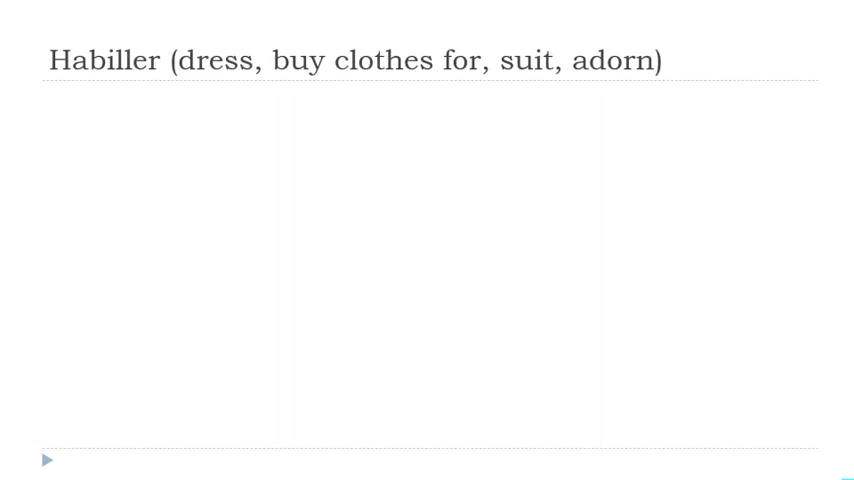 Habiller (dress, buy clothes for, suit, adorn)